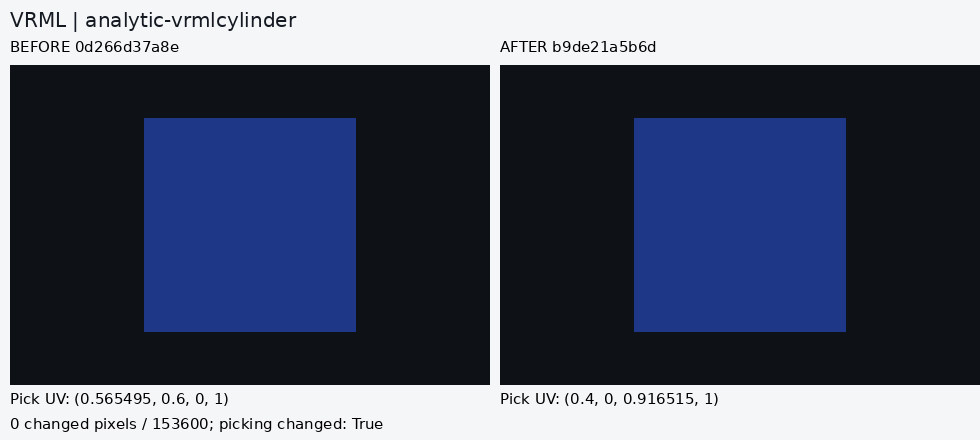 VRML | analytic-vrmlcylinder
BEFORE 0d266d37a8e
AFTER b9de21a5b6d
Pick UV: (0.565495, 0.6, 0, 1)
Pick UV: (0.4, 0, 0.916515, 1)
0 changed pixels / 153600; picking changed: True